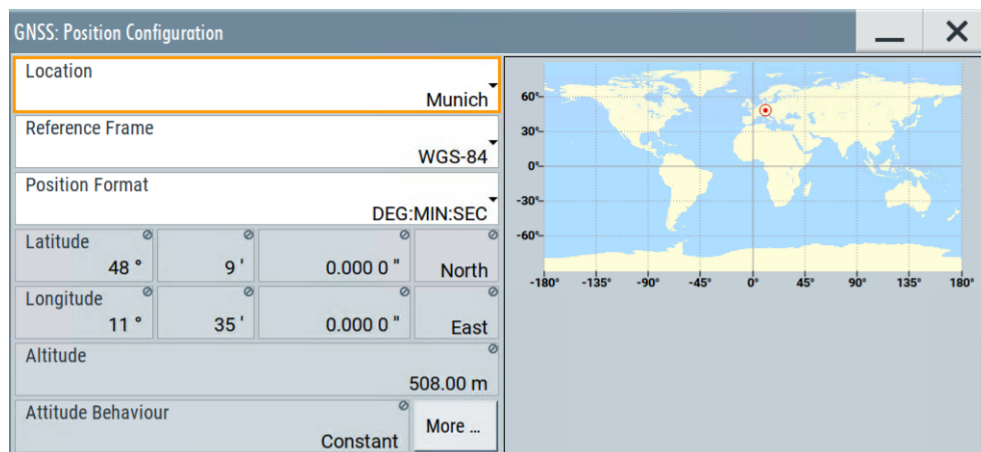 GNSS: Position Configuration
Location
Munich
Reference Frame
WGS-84
Position Format
DEG:MIN:SEC
Latitude
48 ° 9 ' 0.000 0 " North
Longitude
11 ° 35 ' 0.000 0 " East
Altitude
508.00 m
Attitude Behaviour
Constant
More ...
60°
30°
0°
-30°
-60°
-180° -135° -90° -45° 0° 45° 90° 135° 180°